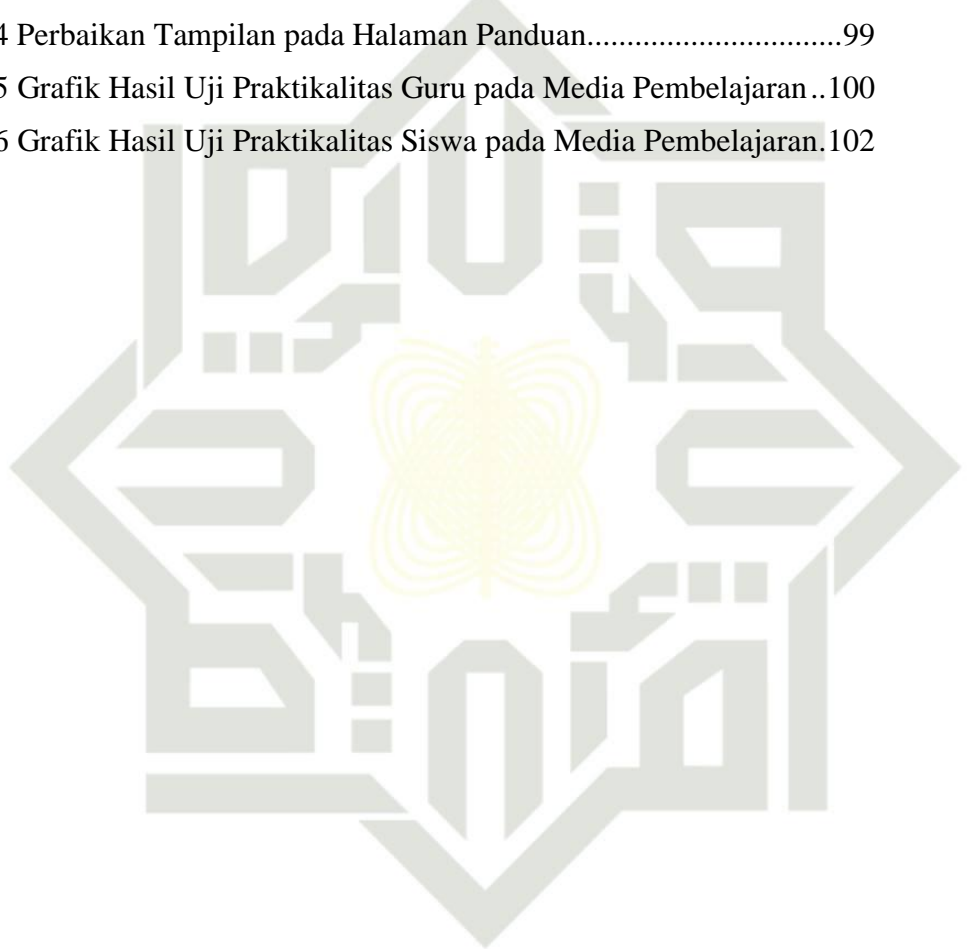 4 Perbaikan Tampilan pada Halaman Panduan..............................99
5 Grafik Hasil Uji Praktikalitas Guru pada Media Pembelajaran..100
6 Grafik Hasil Uji Praktikalitas Siswa pada Media Pembelajaran.102